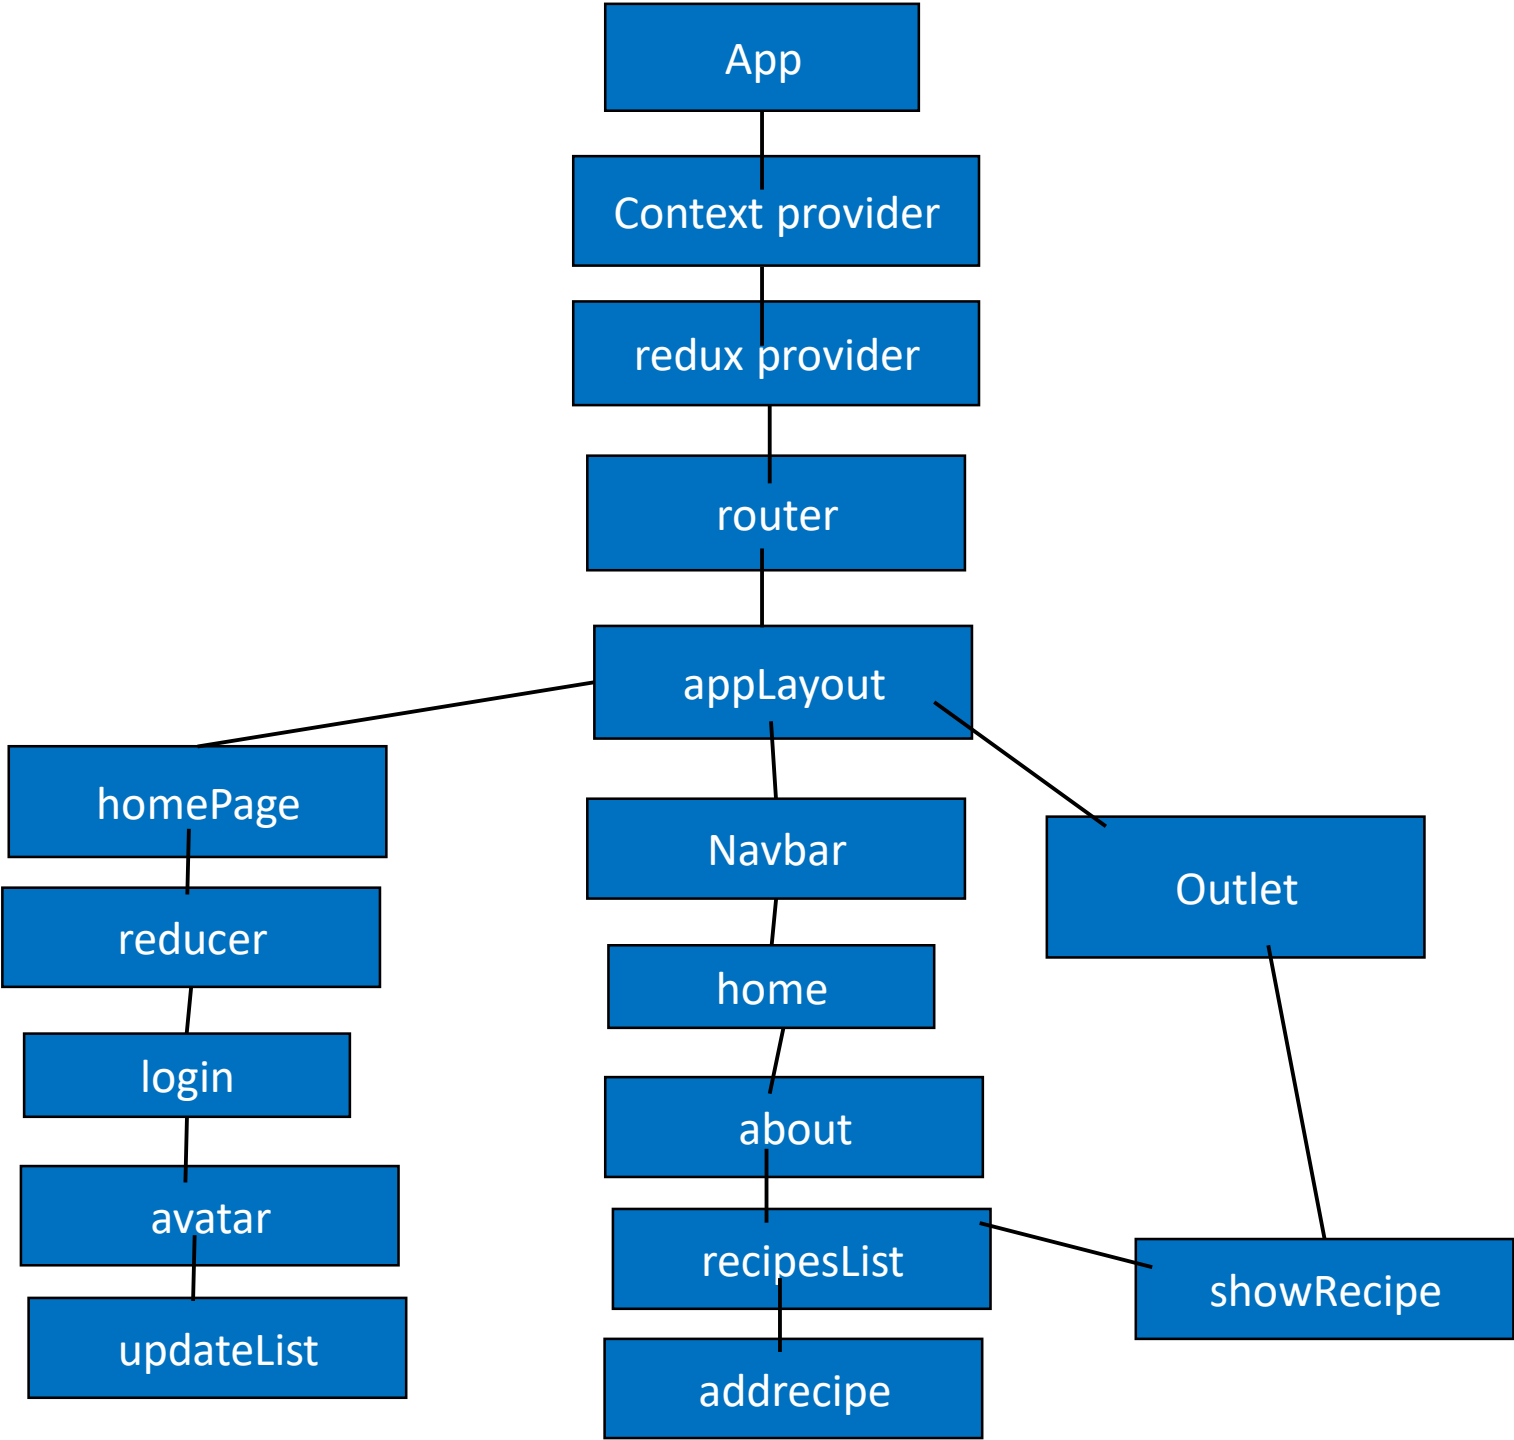 App
Context provider
redux provider
router
appLayout
homePage
Navbar
Outlet
reducer
home
login
about
avatar
recipesList
showRecipe
updateList
addrecipe